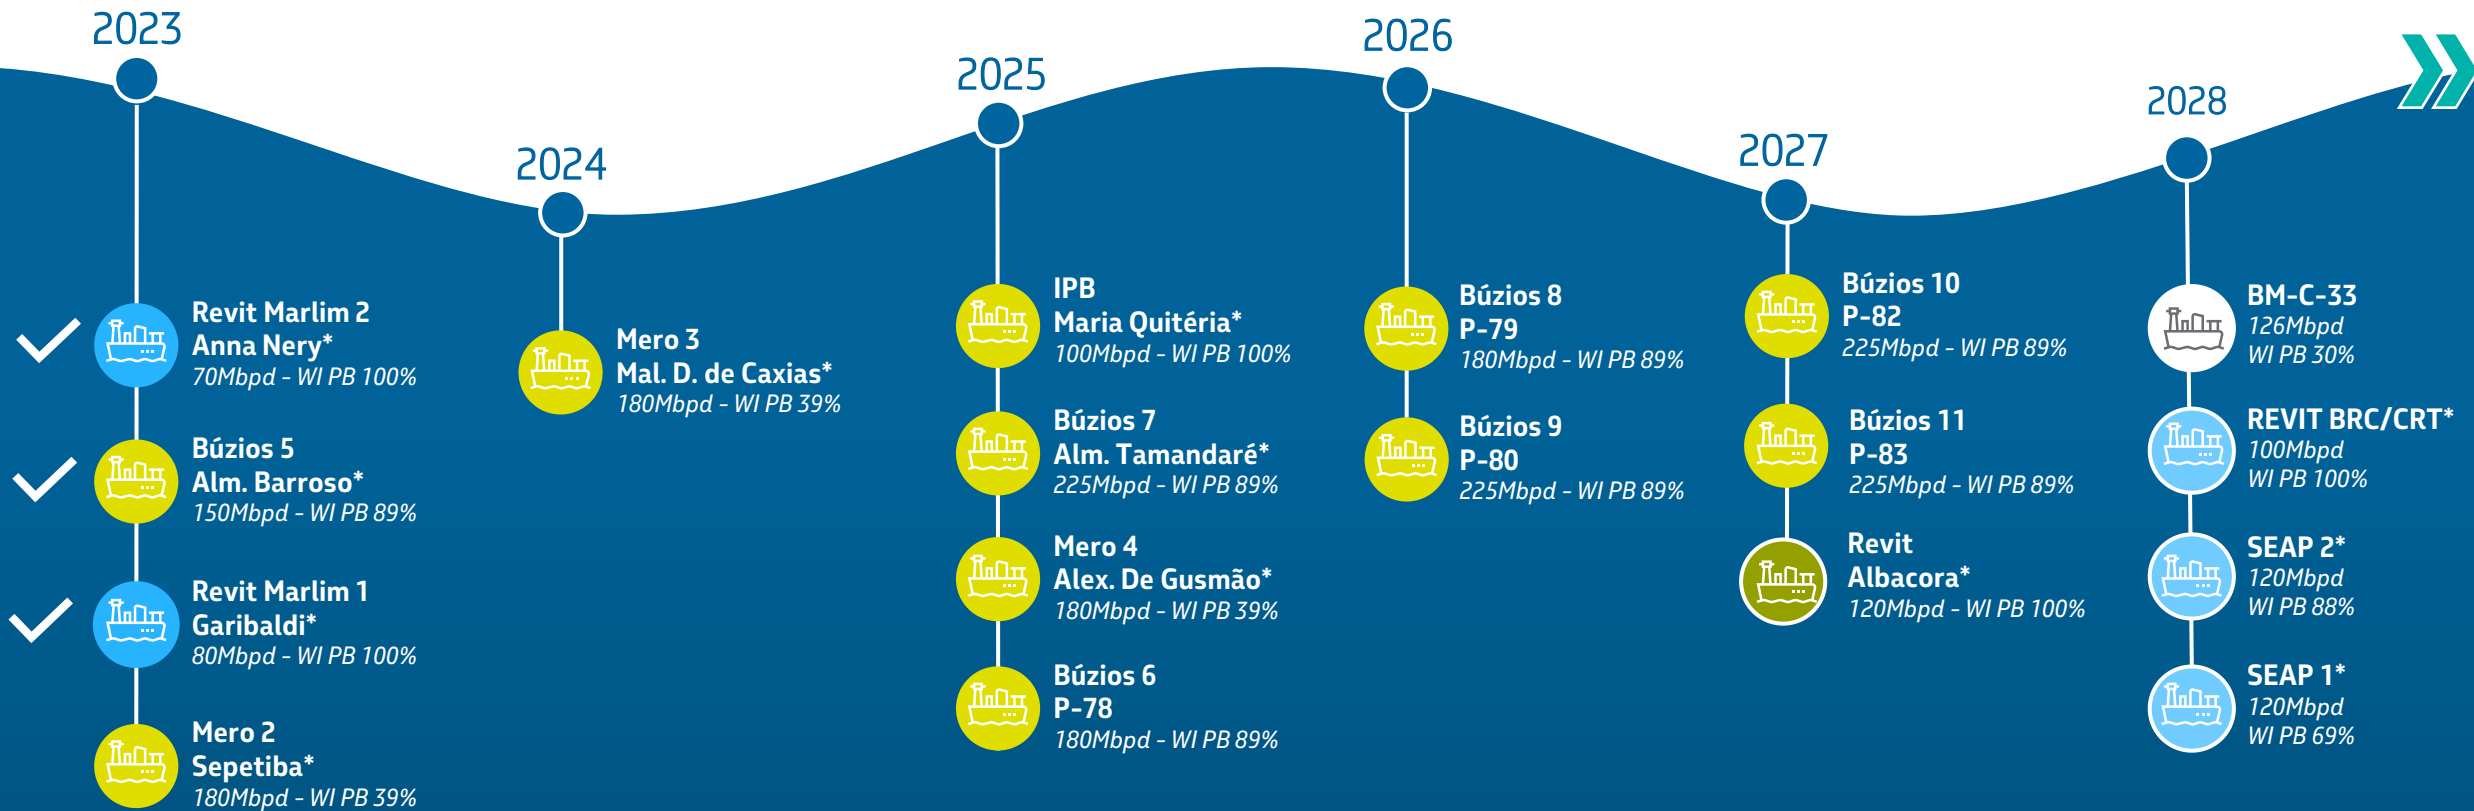 2023
Revit Marlim 2
Anna Nery*
70Mbpd - WI PB 100%
Búzios 5
Alm. Barroso*
150Mbpd - WI PB 89%
Revit Marlim 1
Garibaldi*
80Mbpd - WI PB 100%
Mero 2
Sepetiba*
180Mbpd - WI PB 39%
2024
Mero 3
Mal. D. de Caxias*
180Mbpd - WI PB 39%
2025
IPB
Maria Quitéria*
100Mbpd - WI PB 100%
Búzios 7
Alm. Tamandaré*
225Mbpd - WI PB 89%
Mero 4
Alex. De Gusmão*
180Mbpd - WI PB 39%
Búzios 6
P-78
180Mbpd - WI PB 89%
2026
Búzios 8
P-79
180Mbpd - WI PB 89%
Búzios 9
P-80
225Mbpd - WI PB 89%
2027
Búzios 10
P-82
225Mbpd - WI PB 89%
Búzios 11
P-83
225Mbpd - WI PB 89%
Revit
Albacora*
120Mbpd - WI PB 100%
2028
BM-C-33
126Mbpd
WI PB 30%
REVIT BRC/CRT*
100Mbpd
WI PB 100%
SEAP 2*
120Mbpd
WI PB 88%
SEAP 1*
120Mbpd
WI PB 69%